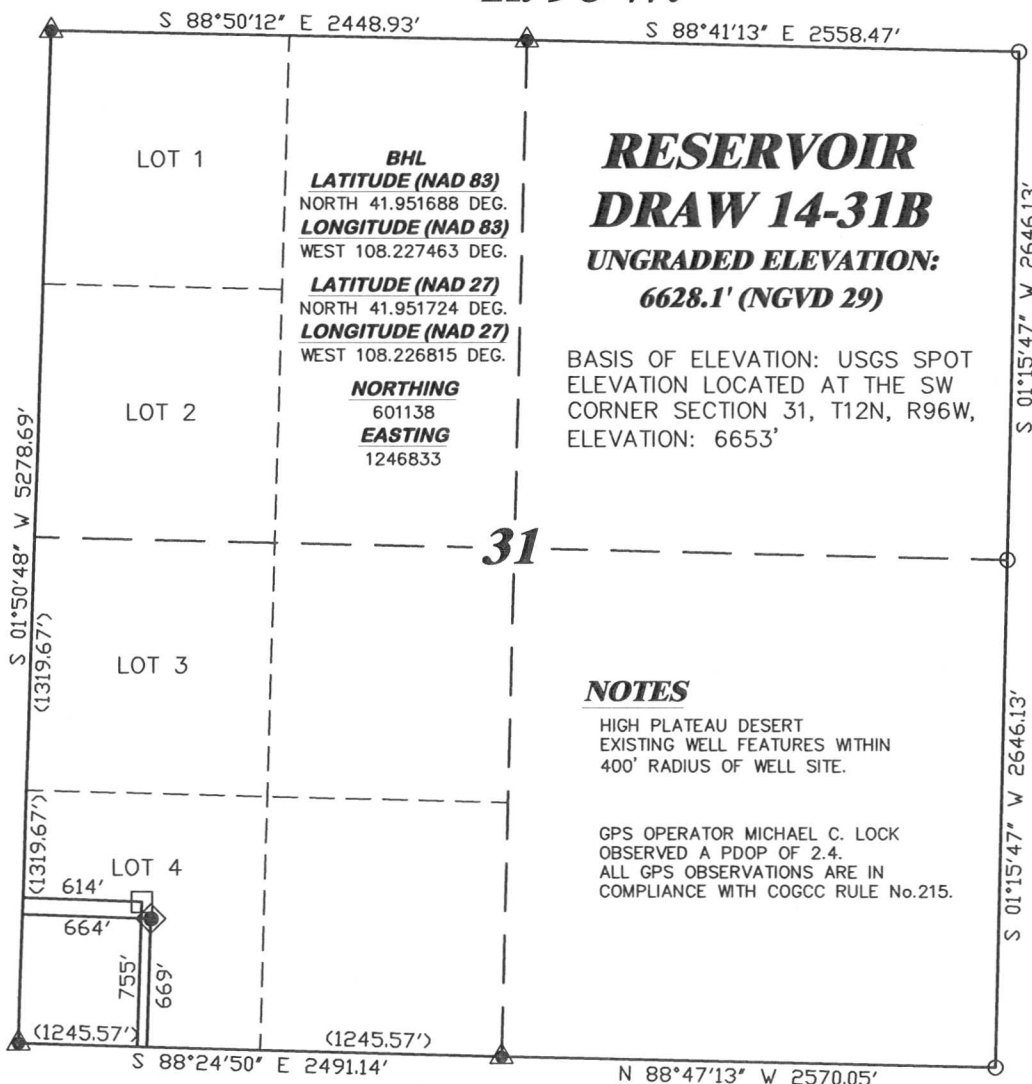 S 88°50'12" E 2448.93'
S 88°41'13" E 2558.47'
LOT 1
BHL
LATITUDE (NAD 83)
NORTH 41.951688 DEG.
LONGITUDE (NAD 83)
WEST 108.227463 DEG.
LATITUDE (NAD 27)
NORTH 41.951724 DEG.
LONGITUDE (NAD 27)
WEST 108.226815 DEG.
NORTHING
601138
EASTING
1246833
RESERVOIR
DRAW 14-31B
UNGRADED ELEVATION:
6628.1' (NGVD 29)
BASIS OF ELEVATION: USGS SPOT
ELEVATION LOCATED AT THE SW
CORNER SECTION 31, T12N, R96W,
ELEVATION: 6653'
S 01°15'47" W 2646.13'
LOT 2
S 01°50'48" W 5278.69'
31
(1319.67')
LOT 3
NOTES
HIGH PLATEAU DESERT
EXISTING WELL FEATURES WITHIN
400' RADIUS OF WELL SITE.
GPS OPERATOR MICHAEL C. LOCK
OBSERVED A PDOP OF 2.4.
ALL GPS OBSERVATIONS ARE IN
COMPLIANCE WITH COGCC RULE No.215.
S 01°15'47" W 2646.13'
(1319.67')
LOT 4
614'
664'
755'
669'
(1245.57')
(1245.57')
S 88°24'50" E 2491.14'
N 88°47'13" W 2570.05'